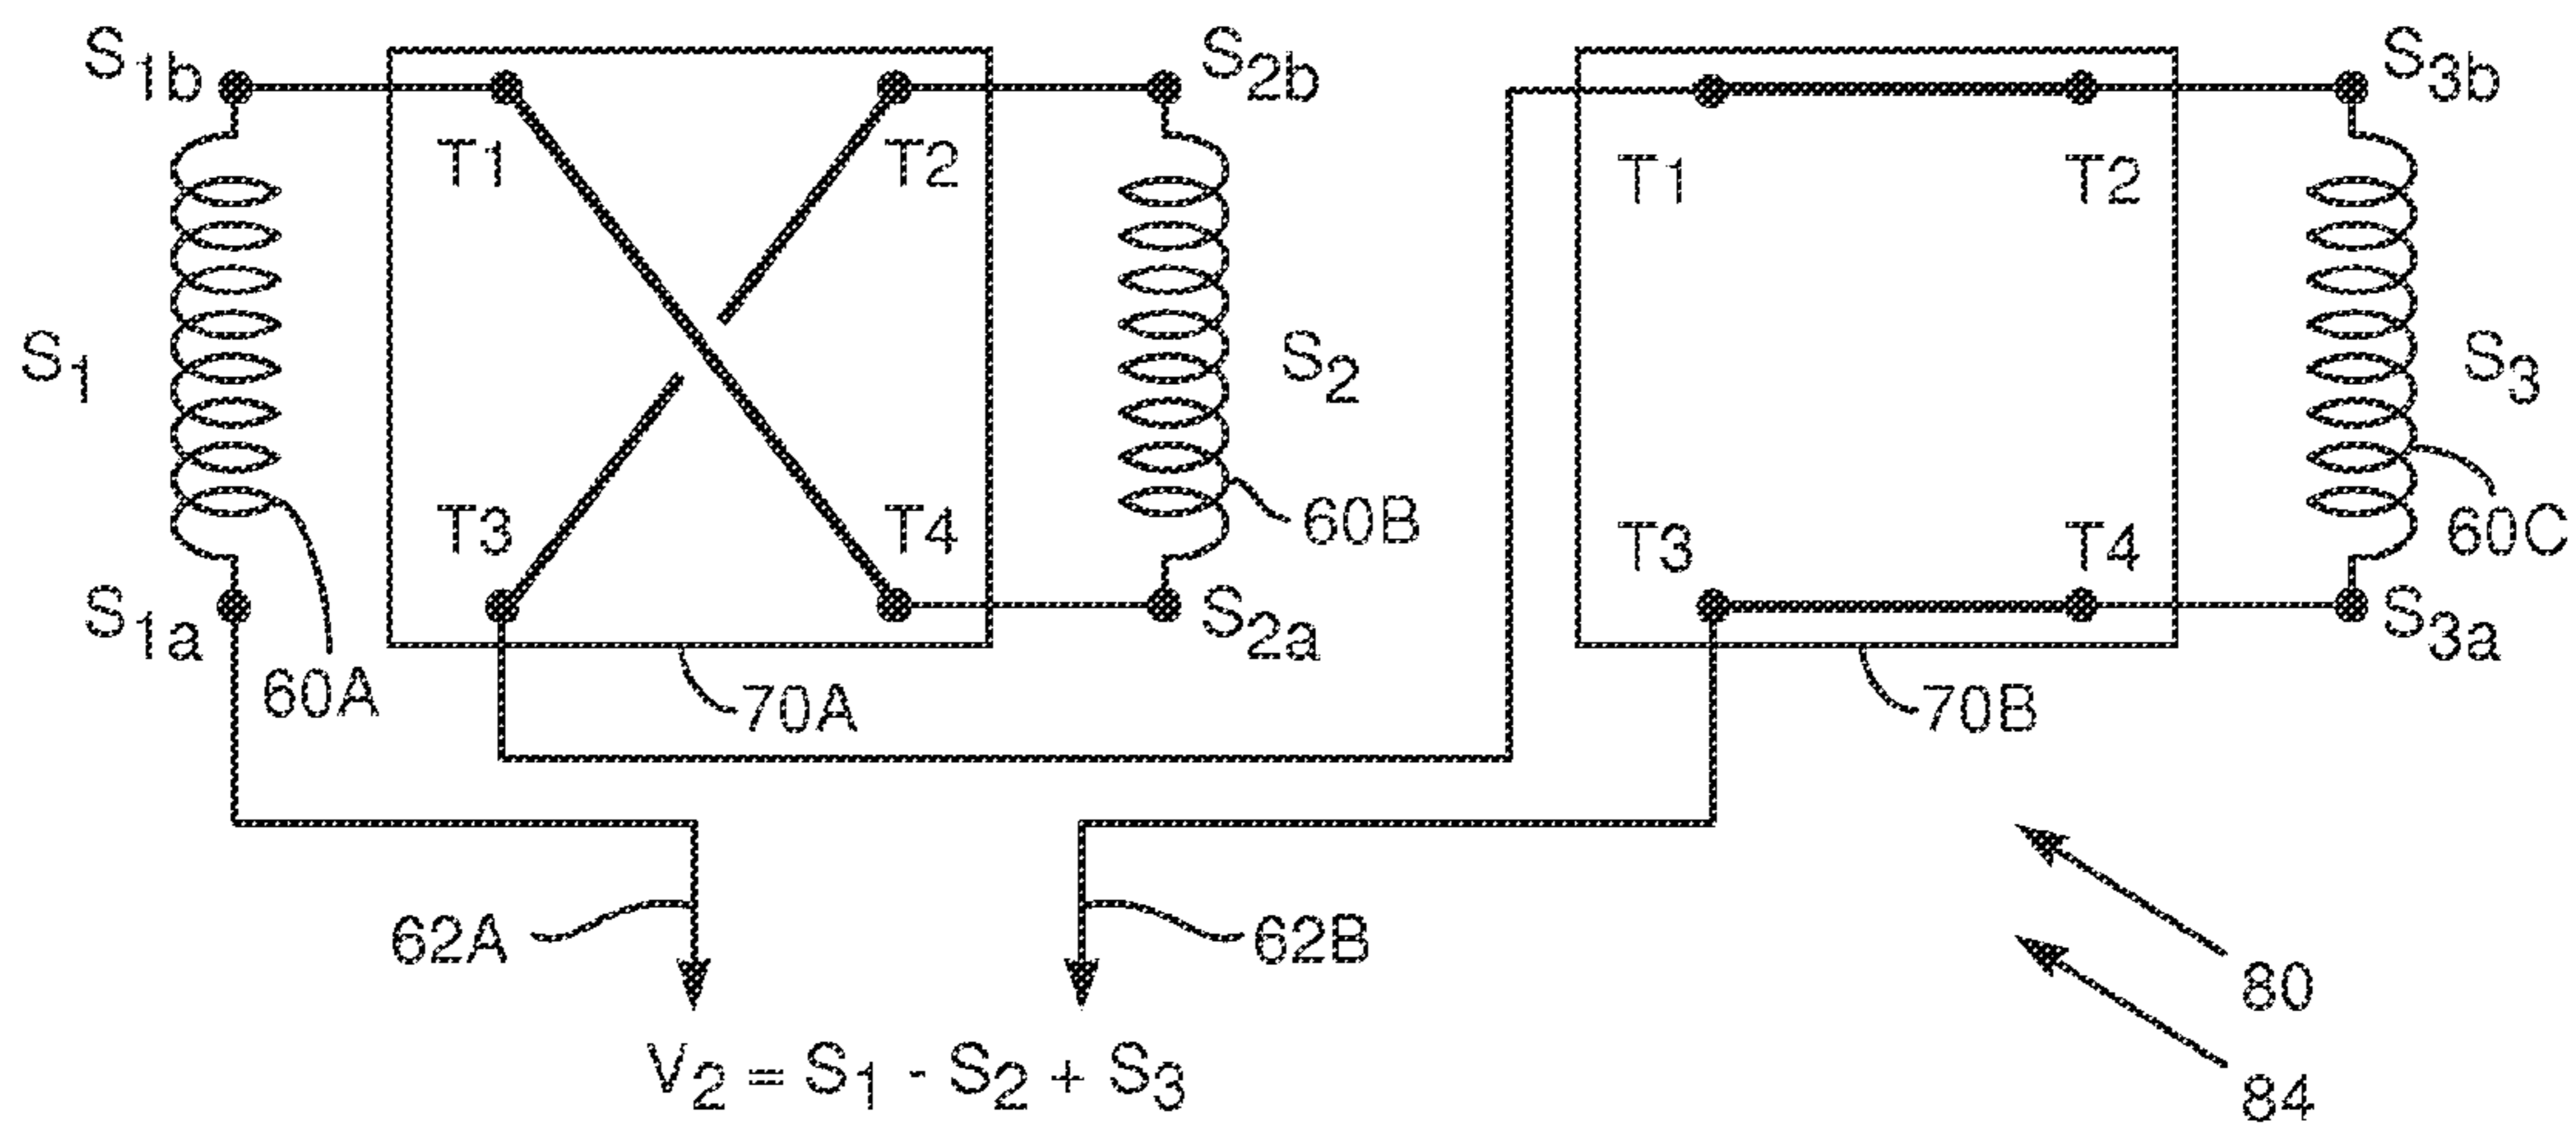 S1b
S2b
S3b
T1
T2
T1
T2
S1
S2
S3
T3
T4
60B
T3
T4
60C
S1a
S2a
S3a
60A
70A
70B
62A
62B
80
V2 = S1 - S2 + S3
84